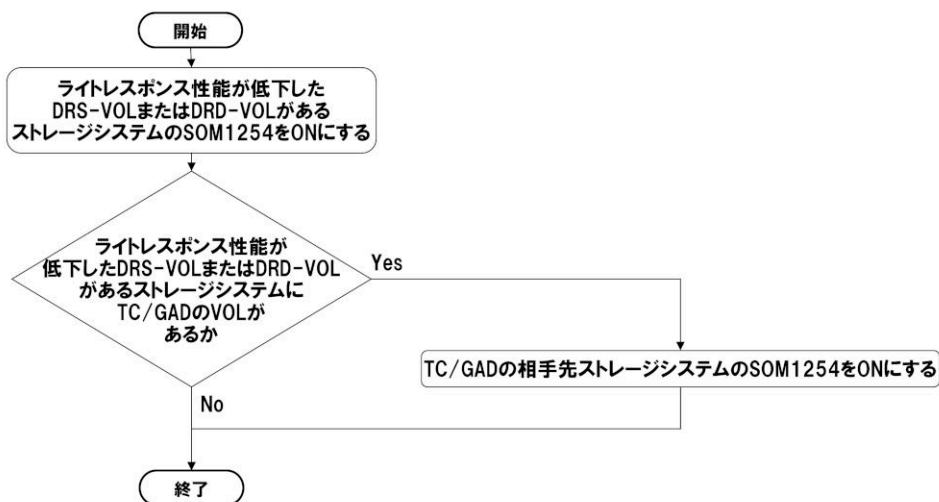 開始
ライトレスポンス性能が低下した
DRS-VOLまたはDRD-VOLがある
ストレージシステムのSOM1254をONにする
ライトレスポンス性能が
低下したDRS-VOLまたはDRD-VOL
があるストレージシステムに
TC/GADのVOLが
あるか
Yes
TC/GADの相手先ストレージシステムのSOM1254をONにする
No
終了